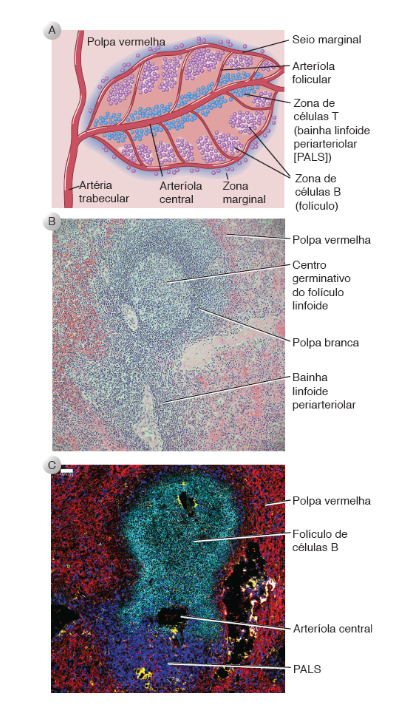 A
Polpa vermelha
Seio marginal
Arteríola
folicular
Zona de
células T
(bainha linfoide
periarteriolar
[PALS])
Zona de
células B
(folículo)
Artéria
trabecular
Arteríola
central
Zona
marginal
B
Polpa vermelha
Centro
germinativo
do folículo
linfoide
Polpa branca
Bainha
linfoide
periarteriolar
C
Polpa vermelha
Folículo de
células B
Arteríola central
PALS